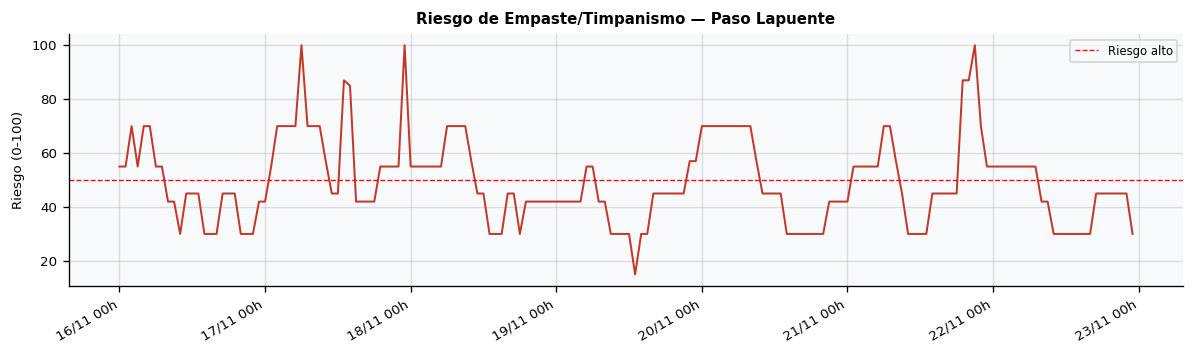 Riesgo de Empaste/Timpanismo — Paso Lapuente
Riesgo alto
Riesgo (0-100)
100
80
60
40
20
16/11 00h
17/11 00h
18/11 00h
19/11 00h
20/11 00h
21/11 00h
22/11 00h
23/11 00h